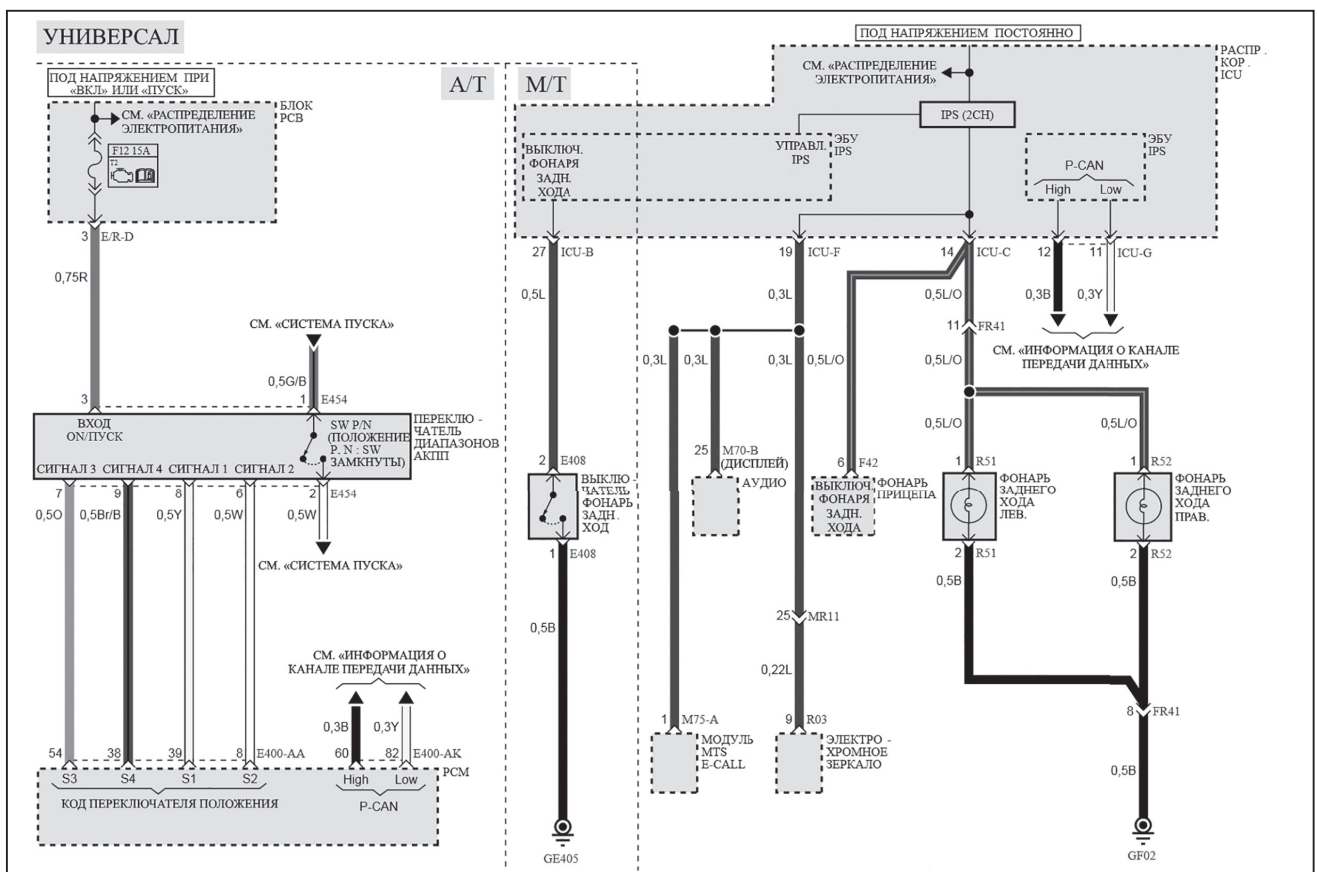 УНИВЕРСАЛ
ПОД НАПРЯЖЕНИЕМ ПРИ
«ВКЛ» ИЛИ «ПУСК»
A/T
M/T
ПОД НАПРЯЖЕНИЕМ ПОСТОЯННО
РАСПР.
КОР.
ICU
СМ. «РАСПРЕДЕЛЕНИЕ
ЭЛЕКТРОПИТАНИЯ»
БЛОК
PCB
F12 15A
T2
СМ. «РАСПРЕДЕЛЕНИЕ
ЭЛЕКТРОПИТАНИЯ»
IPS (2CH)
ВЫКЛЮЧ.
ФОНАРЯ
ЗАДН.
ХОДА
УПРАВЛ.
IPS
ЭБУ
IPS
P-CAN
High Low
ЭБУ
IPS
3 E/R-D
27 ICU-B
19 ICU-F
14 ICU-C
12
11 ICU-G
0,75R
0,5L
0,3L
0,5L/O
0,3B
0,3Y
СМ. «СИСТЕМА ПУСКА»
11 FR41
СМ. «ИНФОРМАЦИЯ О КАНАЛЕ
ПЕРЕДАЧИ ДАННЫХ»
0,5G/B
0,3L
0,3L
0,3L
0,5L/O
0,5L/O
3
1 E454
ВХОД
ON/ПУСК
SW P/N
(ПОЛОЖЕНИЕ
P. N : SW
ЗАМКНУТЫ)
ПЕРЕКЛЮ -
ЧАТЕЛЬ
ДИАПАЗОНОВ
АКПП
0,5L/O
0,5L/O
СИГНАЛ 3 СИГНАЛ 4 СИГНАЛ 1 СИГНАЛ 2
2 E408
25 M70-B
(ДИСПЛЕЙ)
АУДИО
6 F42
1 R51
1 R52
ВЫКЛЮ -
ЧАТЕЛЬ
ФОНАРЬ
ЗАДН.
ХОД
ВЫКЛЮЧ.
ФОНАРЯ
ЗАДН.
ХОДА
ФОНАРЬ
ПРИЦЕПА
ФОНАРЬ
ЗАДНЕГО
ХОДА
ЛЕВ.
ФОНАРЬ
ЗАДНЕГО
ХОДА
ПРАВ.
7
9
8
6
2 E454
0,5O
0,5Br/B
0,5Y
0,5W
0,5W
1 E408
2 R51
2 R52
СМ. «СИСТЕМА ПУСКА»
0,5B
0,5B
0,5B
25 MR11
СМ. «ИНФОРМАЦИЯ О
КАНАЛЕ ПЕРЕДАЧИ ДАННЫХ»
0,22L
0,3B
0,3Y
1 M75-A
9 R03
8 FR41
54
38
39
8 E400-AA
60
82 E400-AK
МОДУЛЬ
MTS
E-CALL
ЭЛЕКТРО -
ХРОМНОЕ
ЗЕРКАЛО
PCM
S3 S4 S1 S2
High Low
0,5B
КОД ПЕРЕКЛЮЧАТЕЛЯ ПОЛОЖЕНИЯ
P-CAN
GE405
GF02